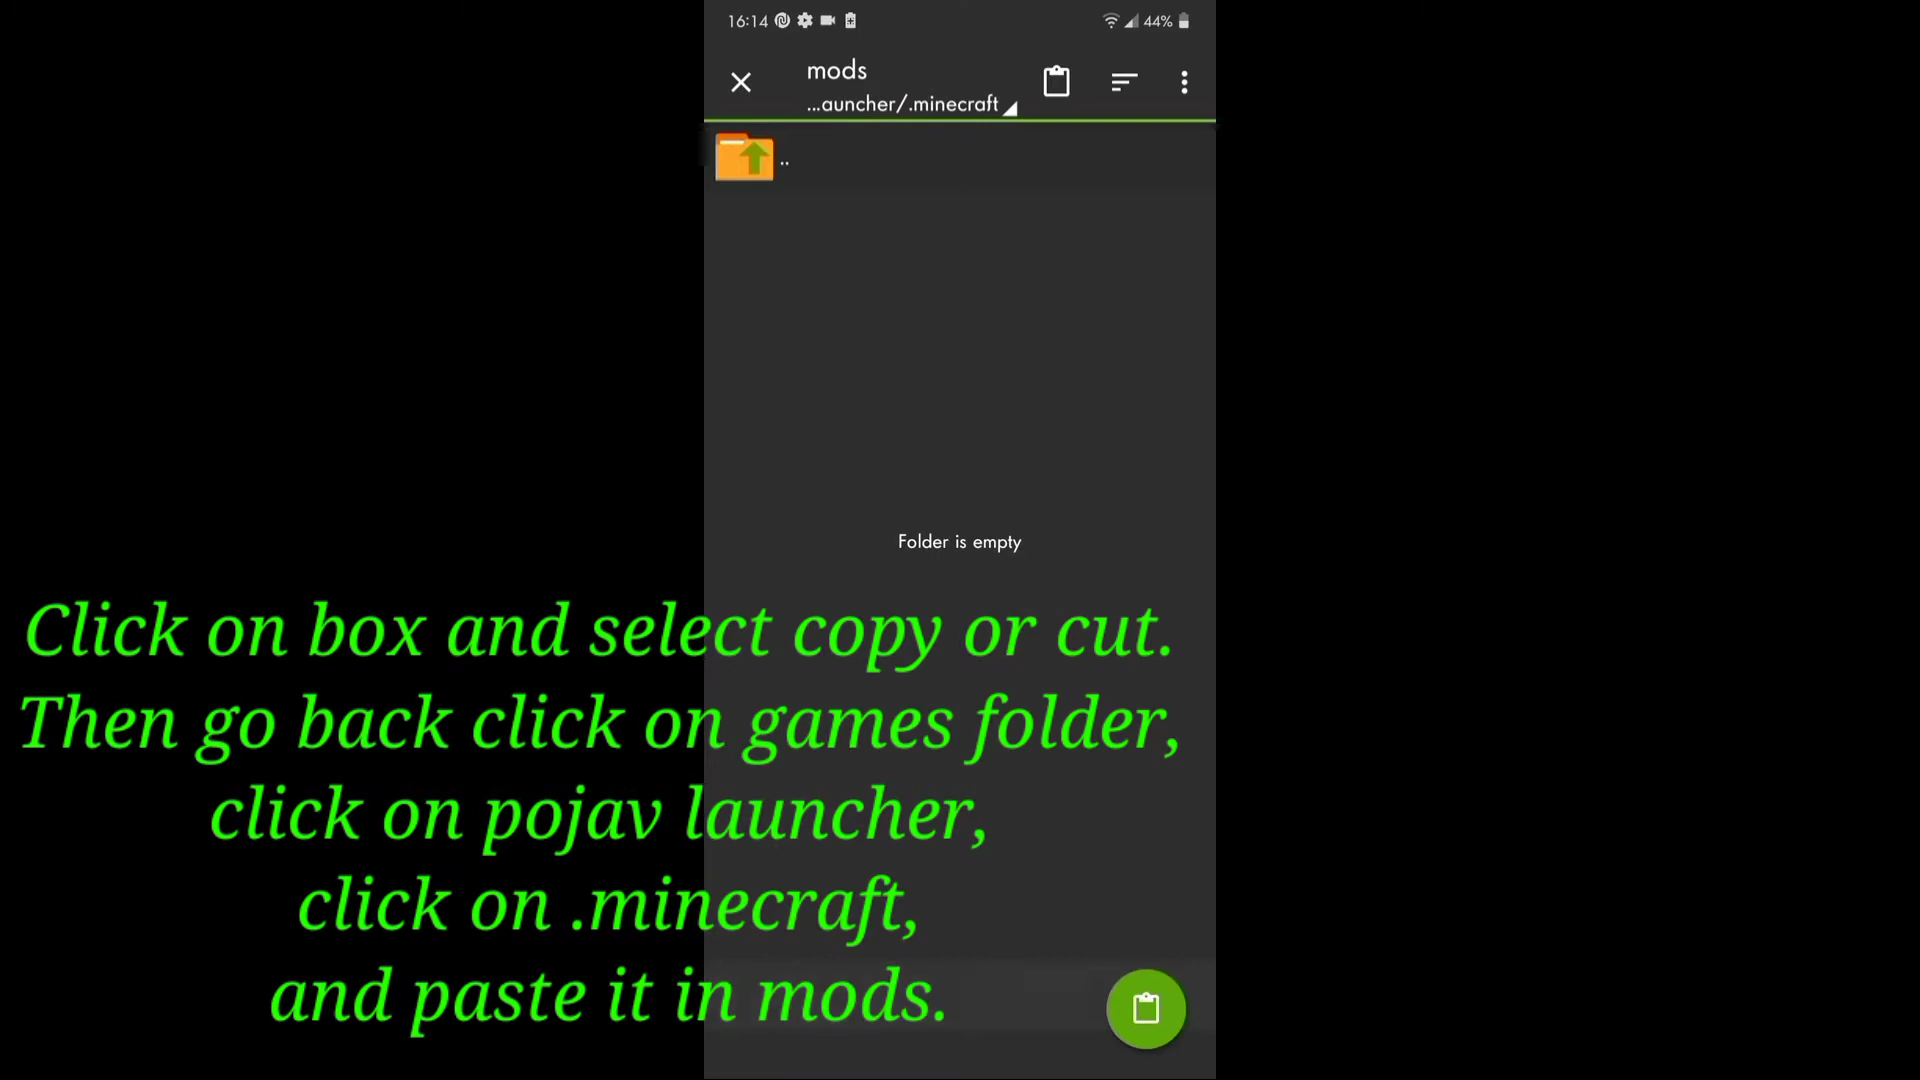 16:14
44%
mods
...auncher/.minecraft
..
Folder is empty
Click on box and select copy or cut.
Then go back click on games folder,
click on pojav launcher,
click on .minecraft,
and paste it in mods.